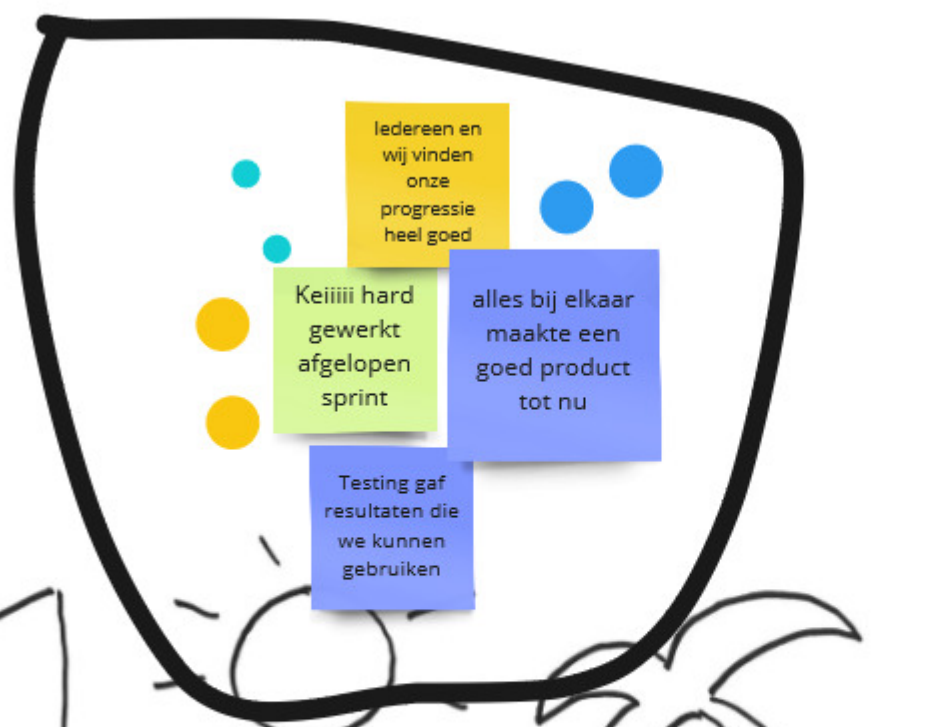 Iedereen en
wij vinden
onze
progressie
heel goed
Keiiiii hard
gewerkt
afgelopen
sprint
alles bij elkaar
maakte een
goed product
tot nu
Testing gaf
resultaten die
we kunnen
gebruiken